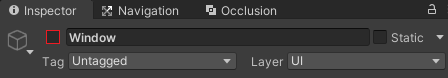 Inspector Navigation Occlusion
Window Static
Tag Untagged Layer UI